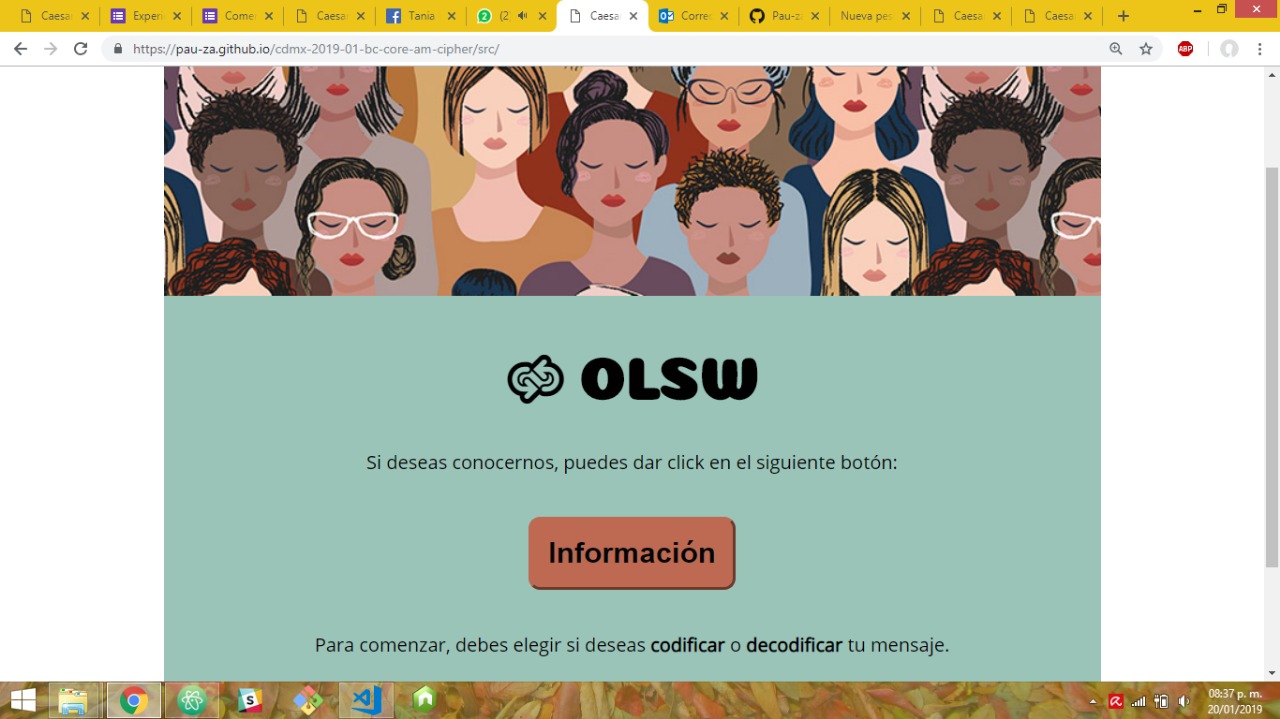 Caesa
Experi
Comer
Caesa
Tania
(2
Caesa
Correo
Pau-za
Nueva pes
Caesa
Caesa
https://pau-za.github.io/cdmx-2019-01-bc-core-am-cipher/src/
ABP
OLSW
Si deseas conocernos, puedes dar click en el siguiente botón:
Información
Para comenzar, debes elegir si deseas codificar o decodificar tu mensaje.
08:37 p. m.
20/01/2019